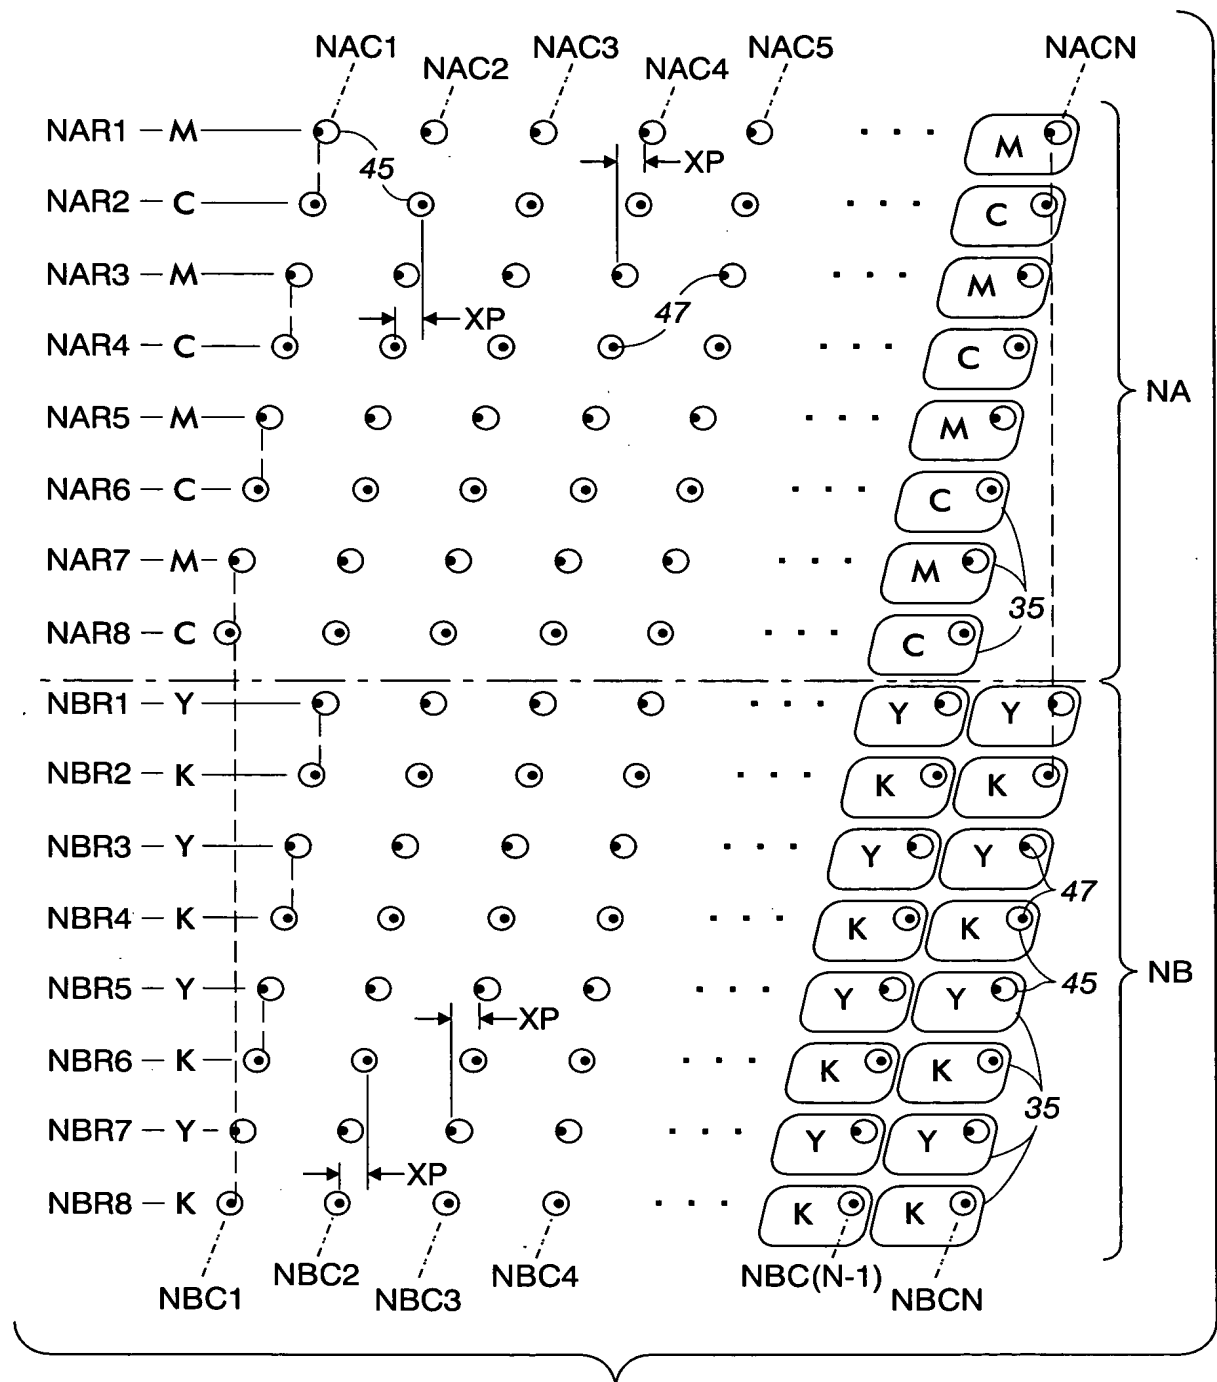 NAC1 NAC2 NAC3 NAC4 NAC5 NACN
NAR1 — M M
45 XP
NAR2 — C C
NAR3 — M M
XP 47
NAR4 — C C
NA
NAR5 — M M
NAR6 — C C
NAR7 — M M
35
NAR8 — C C
NBR1 — Y Y Y
NBR2 — K K K
NBR3 — Y Y Y
47
NBR4 — K K K
NB
45
NBR5 — Y Y Y
XP
NBR6 — K K K
35
NBR7 — Y Y Y
XP
NBR8 — K K K
NBC1 NBC2 NBC3 NBC4 NBC(N-1) NBCN